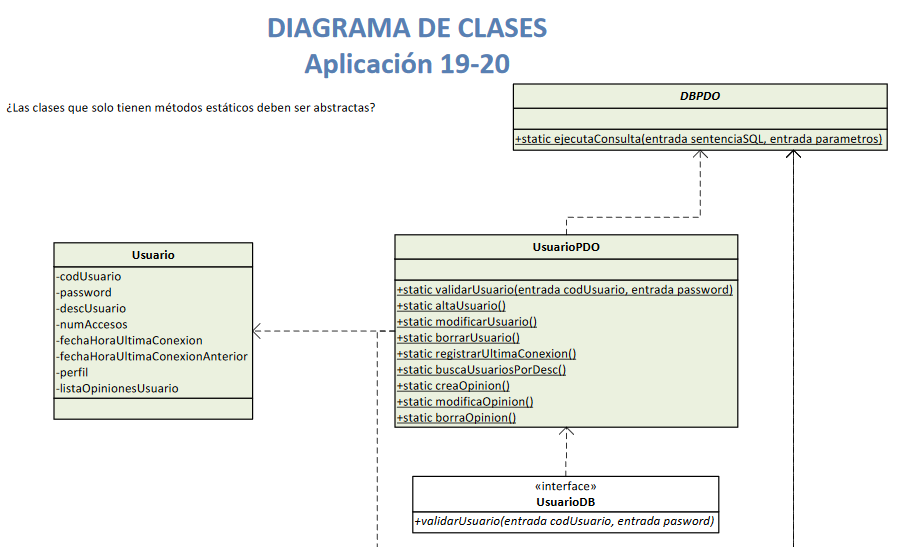 DIAGRAMA DE CLASES
Aplicación 19-20
¿Las clases que solo tienen métodos estáticos deben ser abstractas?
DBPDO
+static ejecutaConsulta(entrada sentenciaSQL, entrada parametros)
Usuario
-codUsuario
-password
-descUsuario
-numAccesos
-fechaHoraUltimaConexion
-fechaHoraUltimaConexionAnterior
-perfil
-listaOpinionesUsuario
UsuarioPDO
+static validarUsuario(entrada codUsuario, entrada password)
+static altaUsuario()
+static modificarUsuario()
+static borrarUsuario()
+static registrarUltimaConexion()
+static buscaUsuariosPorDesc()
+static creaOpinion()
+static modificaOpinion()
+static borraOpinion()
«interface»
UsuarioDB
+validarUsuario(entrada codUsuario, entrada pasword)